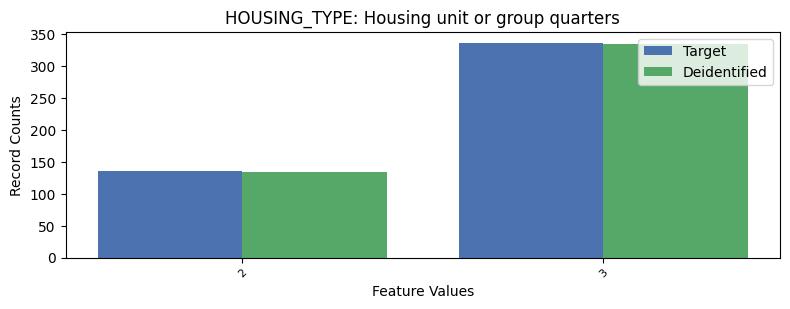 HOUSING_TYPE: Housing unit or group quarters
Record Counts
350
300
250
200
150
100
50
0
Target
Deidentified
2
3
Feature Values